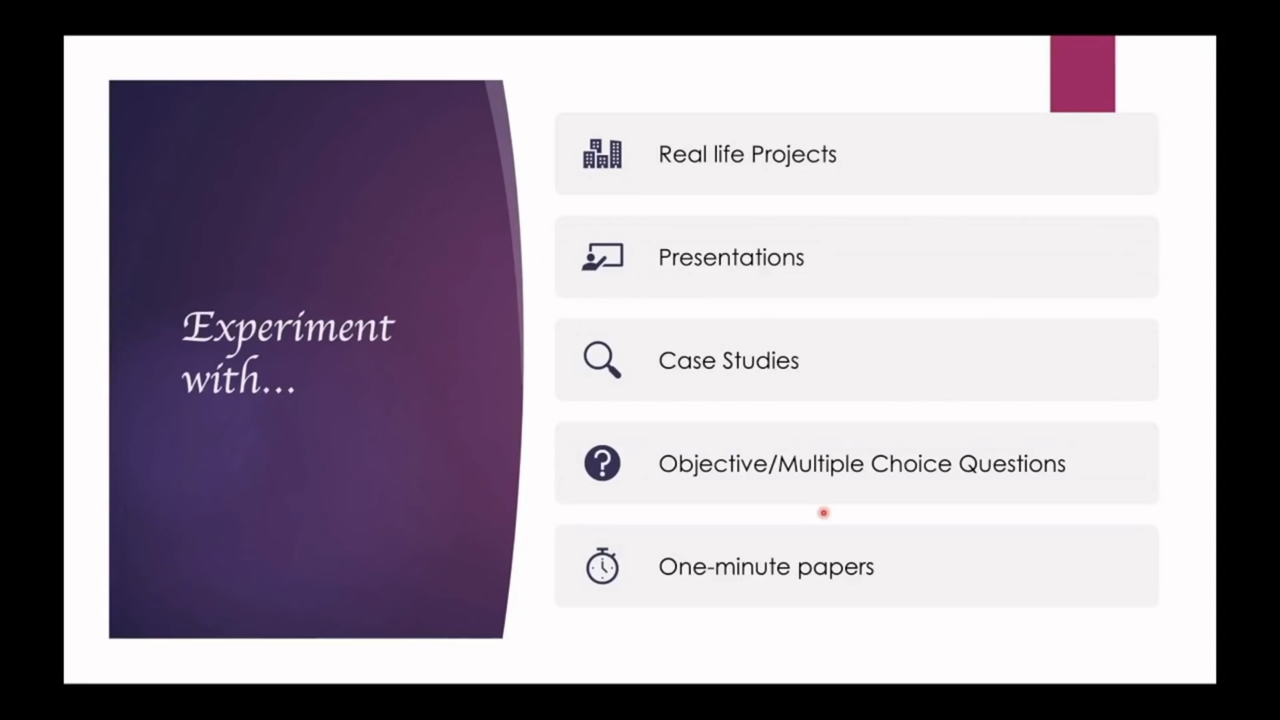 Experiment
with...
Real life Projects
Presentations
Case Studies
Objective/Multiple Choice Questions
One-minute papers